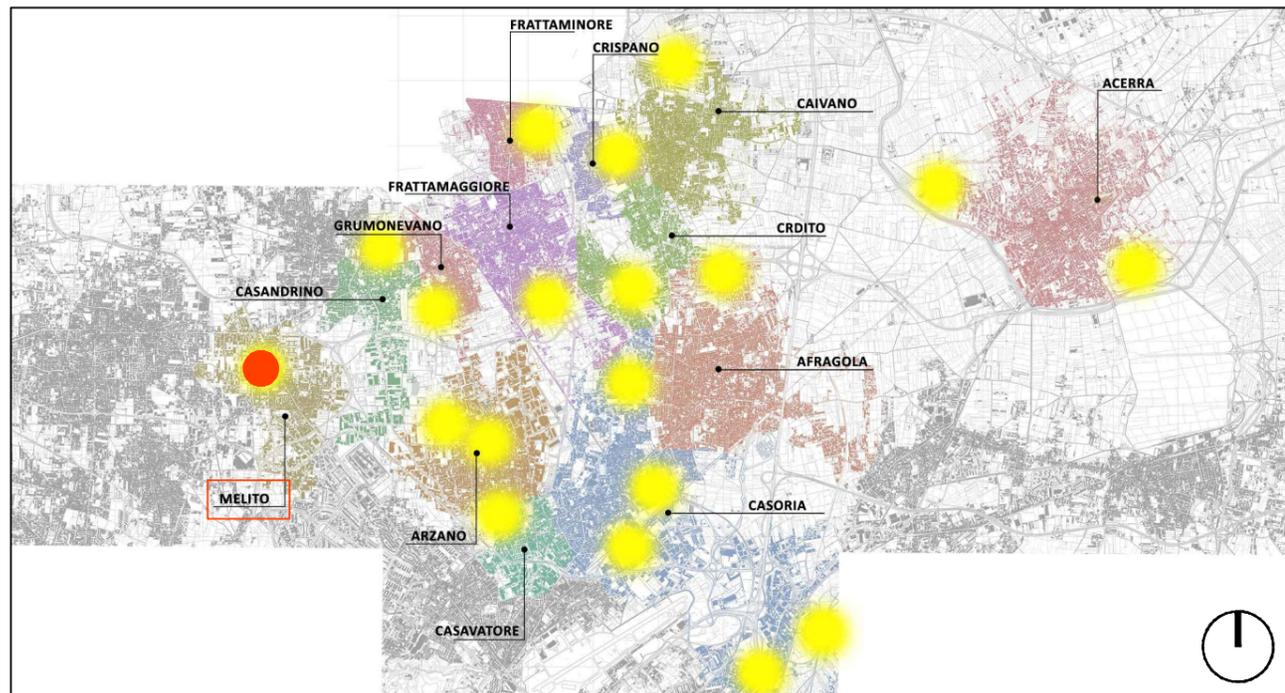 FRATTAMINORE
CRISPANO
ACERRA
CAIVANO
FRATTAMAGGIORE
GRUMONEVANO
CRDITO
CASANDRINO
AFRAGOLA
MELITO
CASORIA
ARZANO
CASAVATORE